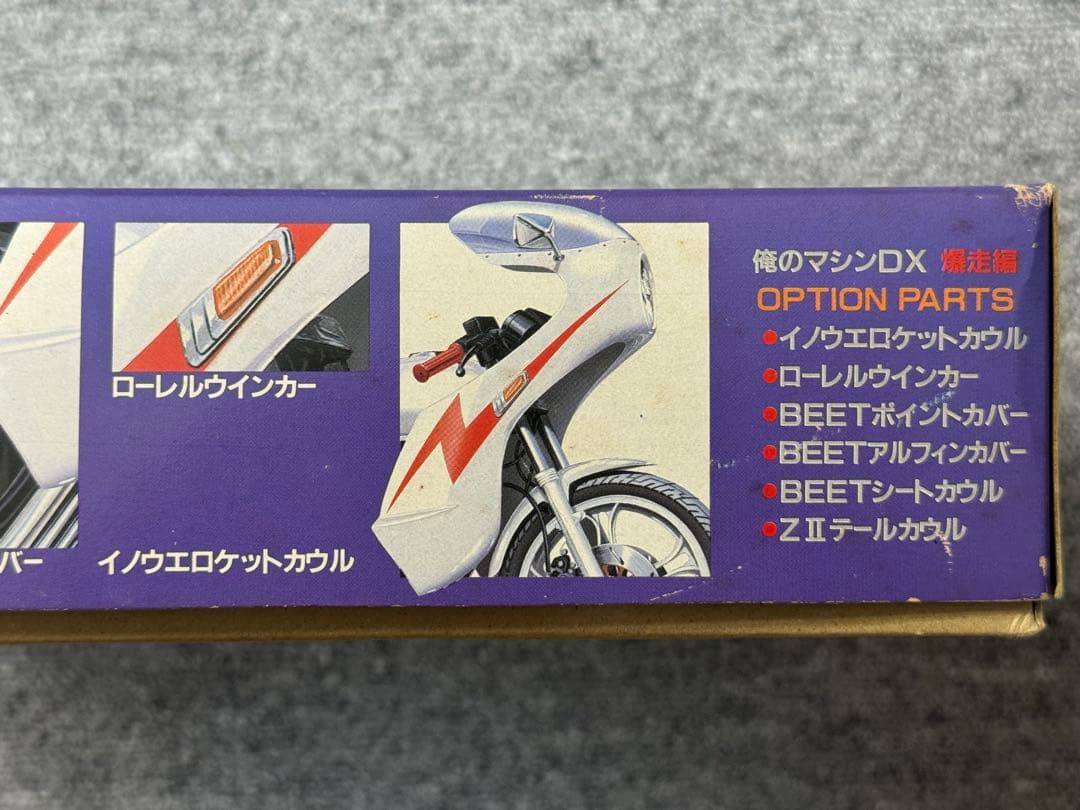 バー
ローレルウインカー
イノウエロケットカウル
俺のマシンDX 爆走編
OPTION PARTS
●イノウエロケットカウル
●ローレルウインカー
●BEETポイントカバー
●BEETアルフィンカバー
●BEETシートカウル
●ZⅡテールカウル